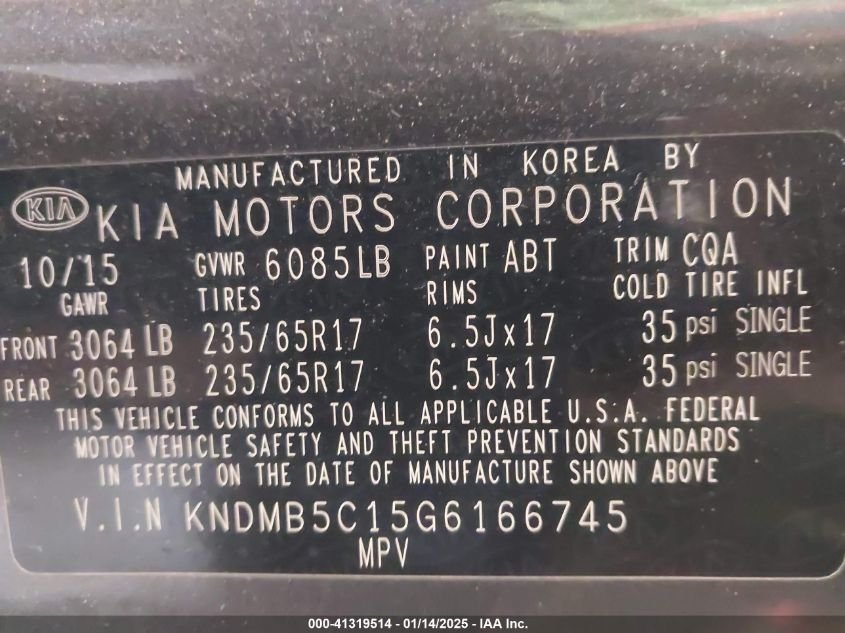 MANUFACTURED IN KOREA BY
KIA KIA MOTORS CORPORATION
10/15 GVWR 6085LB PAINT ABT TRIM CQA
GAWR TIRES RIMS COLD TIRE INFL
FRONT 3064 LB 235/65R17 6.5Jx17 35 psi SINGLE
REAR 3064 LB 235/65R17 6.5Jx17 35 psi SINGLE
THIS VEHICLE CONFORMS TO ALL APPLICABLE U.S.A. FEDERAL
MOTOR VEHICLE SAFETY AND THEFT PREVENTION STANDARDS
IN EFFECT ON THE DATE OF MANUFACTURE SHOWN ABOVE
V.I.N KNDMB5C15G6166745
MPV
000-41319514 - 01/14/2025 - IAA Inc.